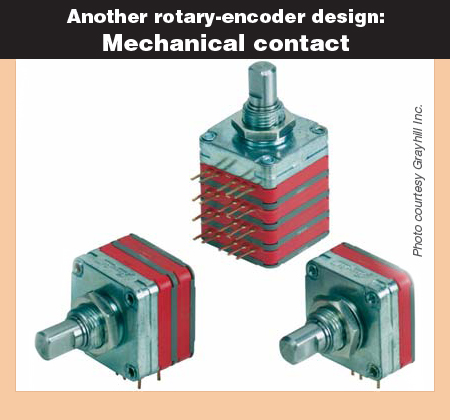 Another rotary-encoder design:
Mechanical contact
Photo courtesy Grayhill Inc.